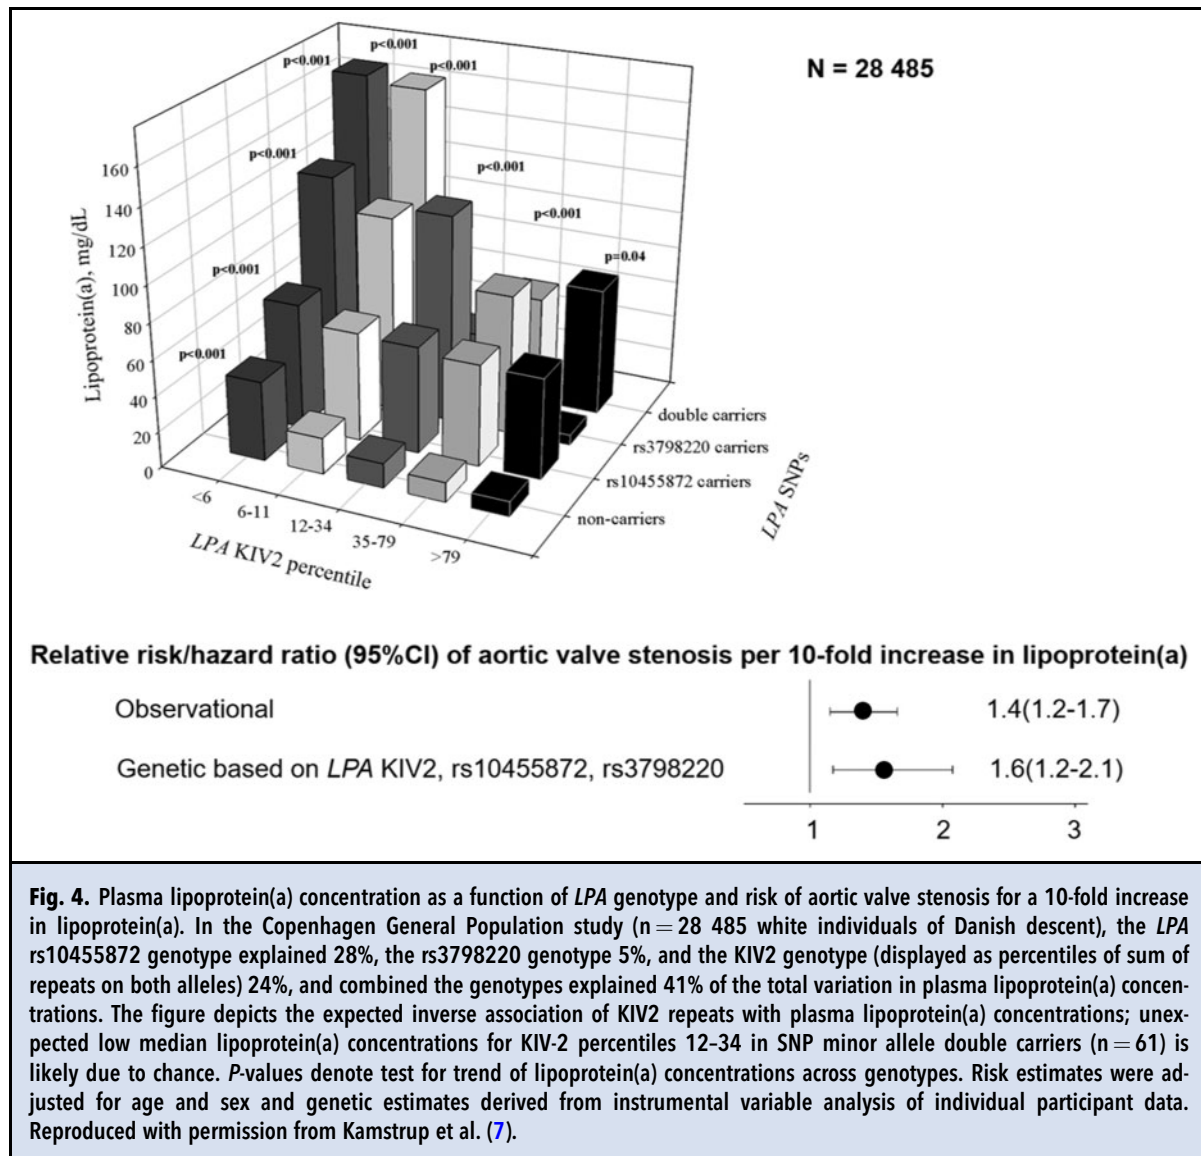 p<0.001
p<0.001
p<0.001
N = 28 485
p<0.001
p<0.001
p<0.001
p=0.04
p<0.001
p<0.001
Lipoprotein(a), mg/dL
160
140
120
100
80
60
40
20
0
<6
6-11
12-34
35-79
>79
LPA KIV2 percentile
double carriers
rs3798220 carriers
rs10455872 carriers
non-carriers
LPA SNPs
Relative risk/hazard ratio (95%CI) of aortic valve stenosis per 10-fold increase in lipoprotein(a)
Observational 1.4(1.2-1.7)
Genetic based on LPA KIV2, rs10455872, rs3798220 1.6(1.2-2.1)
1 2 3
Fig. 4. Plasma lipoprotein(a) concentration as a function of LPA genotype and risk of aortic valve stenosis for a 10-fold increase
in lipoprotein(a). In the Copenhagen General Population study (n = 28 485 white individuals of Danish descent), the LPA
rs10455872 genotype explained 28%, the rs3798220 genotype 5%, and the KIV2 genotype (displayed as percentiles of sum of
repeats on both alleles) 24%, and combined the genotypes explained 41% of the total variation in plasma lipoprotein(a) concen-
trations. The figure depicts the expected inverse association of KIV2 repeats with plasma lipoprotein(a) concentrations; unex-
pected low median lipoprotein(a) concentrations for KIV-2 percentiles 12–34 in SNP minor allele double carriers (n = 61) is
likely due to chance. P-values denote test for trend of lipoprotein(a) concentrations across genotypes. Risk estimates were ad-
justed for age and sex and genetic estimates derived from instrumental variable analysis of individual participant data.
Reproduced with permission from Kamstrup et al. (7).